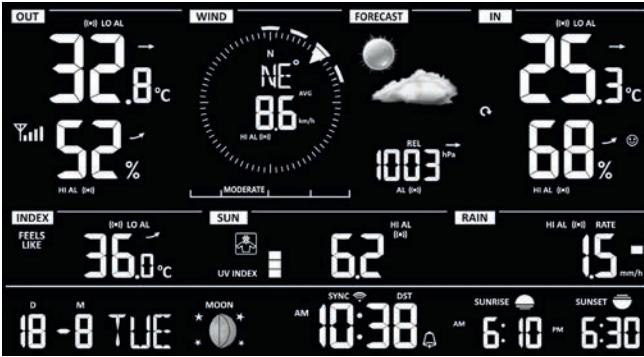 OUT
LO AL
32.8 °C
52 %
HI AL
WIND
N
NE°
AVG
8.6 km/h
HI AL
MODERATE
FORECAST
REL
1003 hPa
AL
IN
LO AL
25.3 °C
68 %
HI AL
INDEX
LO AL
FEELS
LIKE
36.0 °C
SUN
HI AL
UV INDEX
6.2
RAIN
HI AL RATE
1.5 mm/h
D M
18-8 TUE
MOON
SYNC DST
AM 10:38
SUNRISE
AM 6:10
SUNSET
PM 6:30